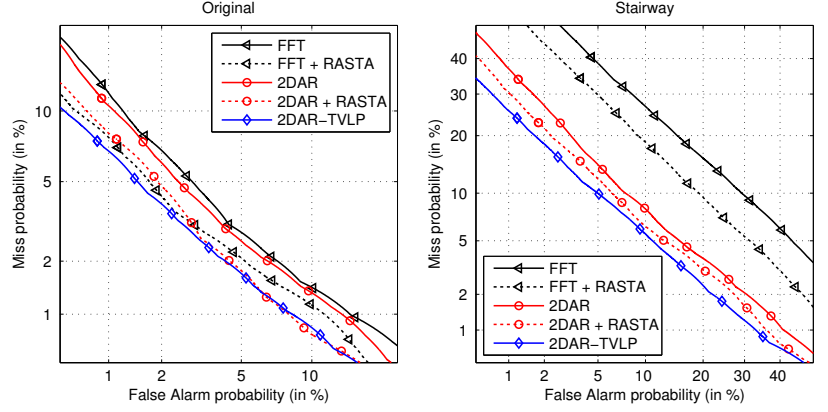 Original
Miss probability (in %)
10
5
2
1
FFT
FFT + RASTA
2DAR
2DAR + RASTA
2DAR−TVLP
1 2 5 10
False Alarm probability (in %)
Stairway
Miss probability (in %)
40
30
20
10
5
2
1
FFT
FFT + RASTA
2DAR
2DAR + RASTA
2DAR−TVLP
1 2 5 10 20 30 40
False Alarm probability (in %)